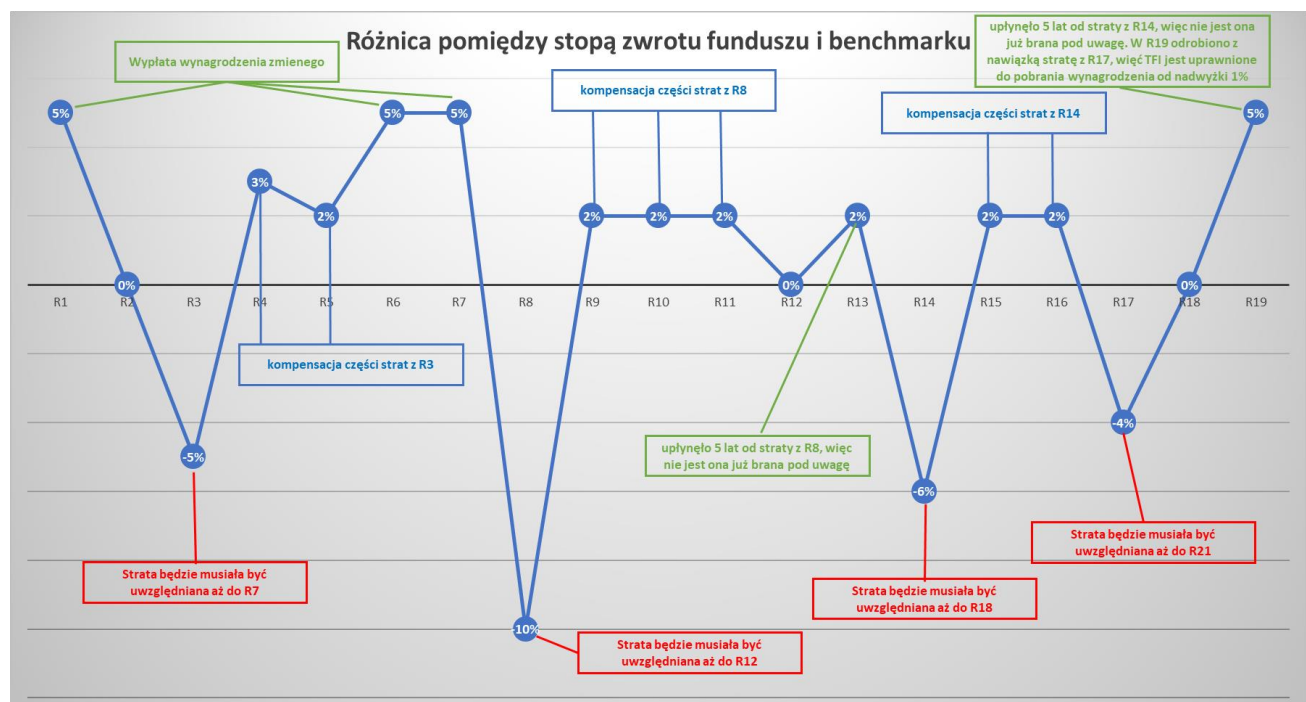 Różnica pomiędzy stopą zwrotu funduszu i benchmarku
Wypłata wynagrodzenia zmienego
kompensacja części strat z R8
kompensacja części strat z R14
upłynęło 5 lat od straty z R14, więc nie jest ona
już brana pod uwagę. W R19 odrobiono z
nawiązką stratę z R17, więć TFI jest uprawnione
do pobrania wynagrodzenia od nadwyżki 1%
5%
0%
-5%
3%
2%
5%
5%
-10%
2%
2%
2%
0%
2%
-6%
2%
2%
-4%
0%
5%
R1
R2
R3
R4
R5
R6
R7
R8
R9
R10
R11
R12
R13
R14
R15
R16
R17
R18
R19
kompensacja części strat z R3
upłynęło 5 lat od straty z R8, więc
nie jest ona już brana pod uwagę
Strata będzie musiała być
uwzględniana aż do R7
Strata będzie musiała być
uwzględniana aż do R12
Strata będzie musiała być
uwzględniana aż do R18
Strata będzie musiała być
uwzględniana aż do R21